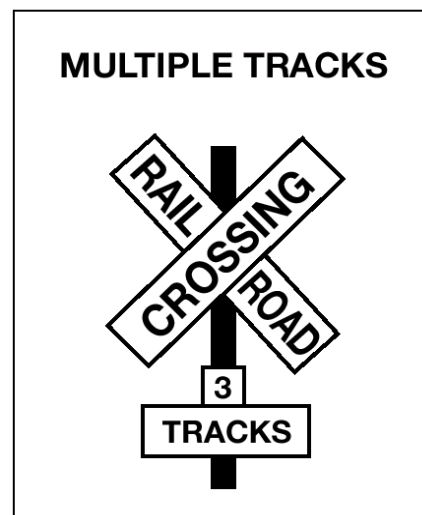 MULTIPLE TRACKS
RAIL
CROSSING
ROAD
3
TRACKS